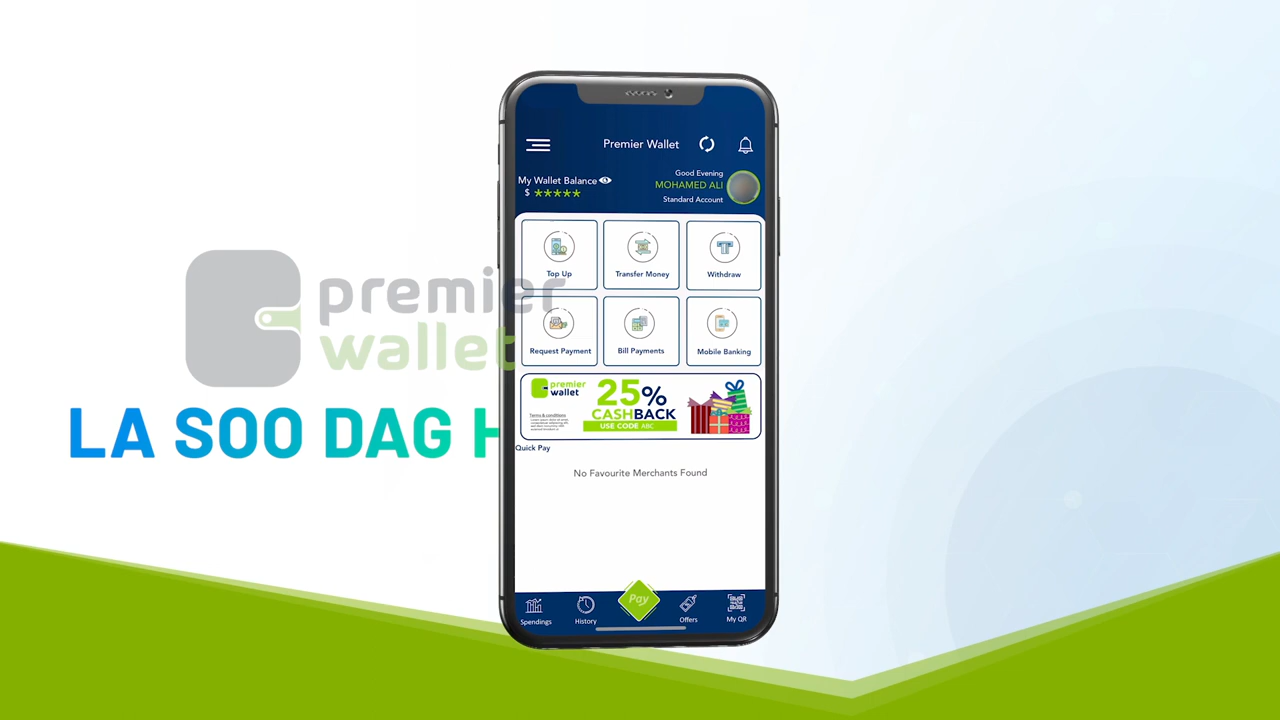 Premier Wallet
My Wallet Balance
$ *****
Good Evening
MOHAMED ALI
Standard Account
Top Up
Transfer Money
Withdraw
premier
wallet
Request Payment
Bill Payments
Mobile Banking
LA SOO DAG H
premier
wallet
25%
CASHBACK
USE CODE ABC
Terms & conditions
Quick Pay
No Favourite Merchants Found
Pay
Spendings
History
Offers
My QR